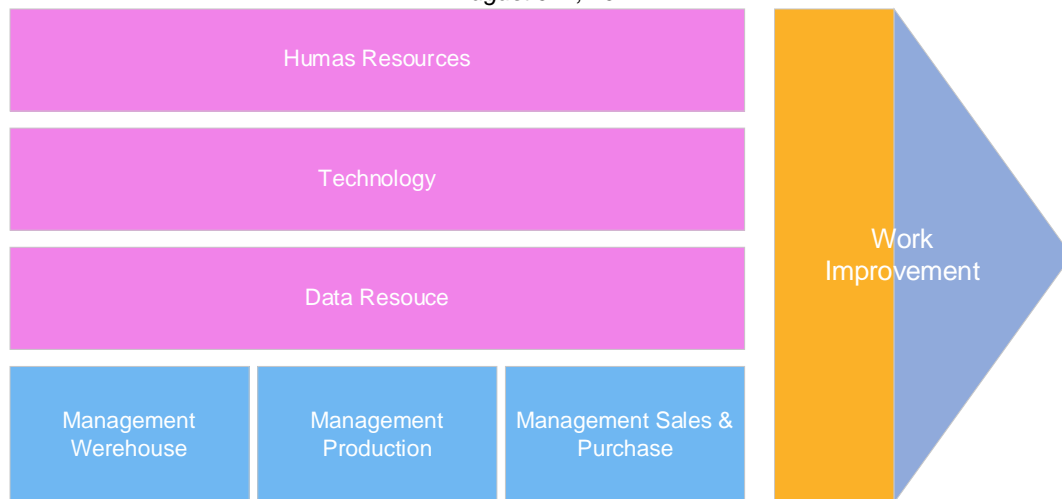 Humas Resources
Technology
Data Resouce
Work
Improvement
Management
Werehouse
Management
Production
Management Sales &
Purchase